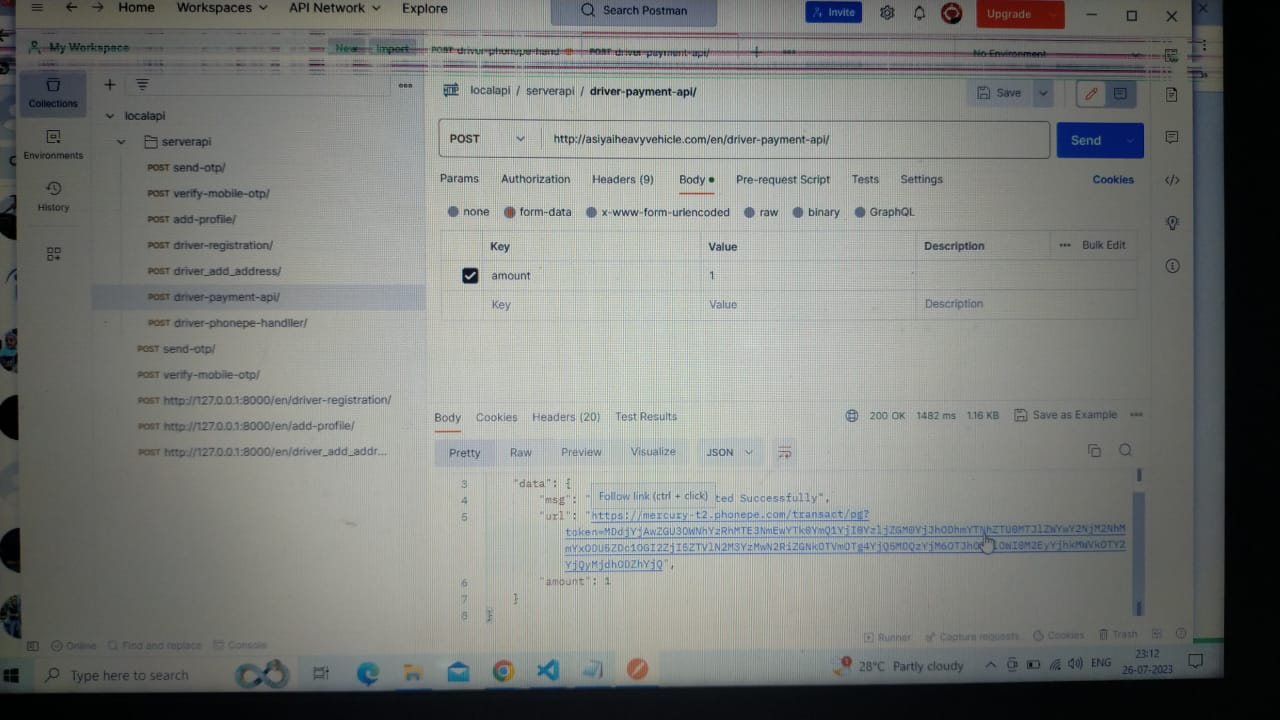 Home Workspaces API Network Explore Search Postman Invite Upgrade
My Workspace New Import POST driver-phonepe-hand POST driver-payment-api/ No Environment
Collections
Environments
History
localapi
serverapi
POST send-otp/
POST verify-mobile-otp/
POST add-profile/
POST driver-registration/
POST driver_add_address/
POST driver-payment-api/
POST driver-phonepe-handller/
POST send-otp/
POST verify-mobile-otp/
POST http://127.0.0.1:8000/en/driver-registration/
POST http://127.0.0.1:8000/en/add-profile/
POST http://127.0.0.1:8000/en/driver_add_addr...
HTTP localapi / serverapi / driver-payment-api/ Save
POST http://asiyaiheavyvehicle.com/en/driver-payment-api/ Send
Params Authorization Headers (9) Body Pre-request Script Tests Settings Cookies
none form-data x-www-form-urlencoded raw binary GraphQL
Key Value Description Bulk Edit
amount 1
Key Value Description
Body Cookies Headers (20) Test Results 200 OK 1482 ms 1.16 KB Save as Example
Pretty Raw Preview Visualize JSON
3 "data": {
4 "msg": " Follow link (ctrl + click) ted Successfully",
5 "url": "https://mercury-t2.phonepe.com/transact/pg?
6 "amount": 1
7 }
8 }
Online Find and replace Console Runner Capture requests Cookies Trash
Type here to search 28°C Partly cloudy ENG 23:12
26-07-2023